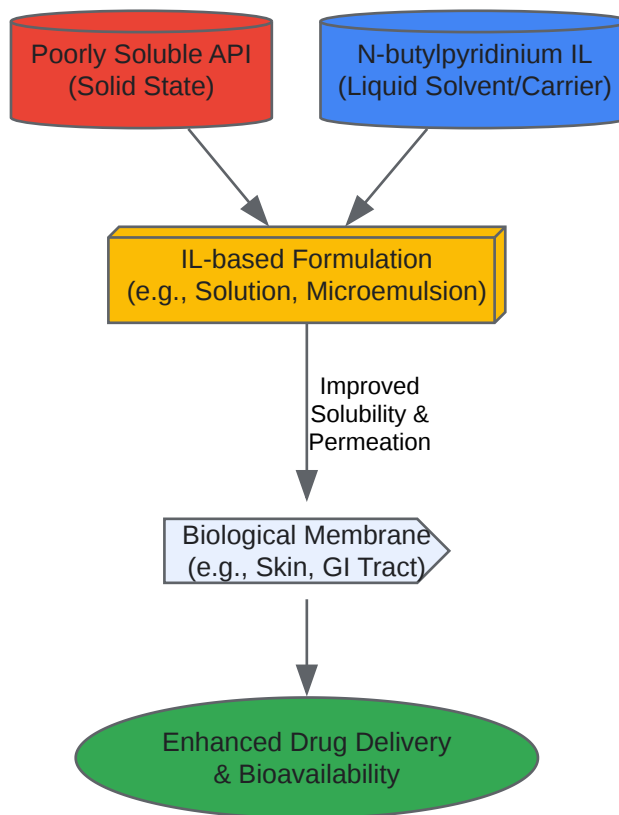 Poorly Soluble API
(Solid State)
N-butylpyridinium IL
(Liquid Solvent/Carrier)
IL-based Formulation
(e.g., Solution, Microemulsion)
Improved
Solubility &
Permeation
Biological Membrane
(e.g., Skin, GI Tract)
Enhanced Drug Delivery
& Bioavailability